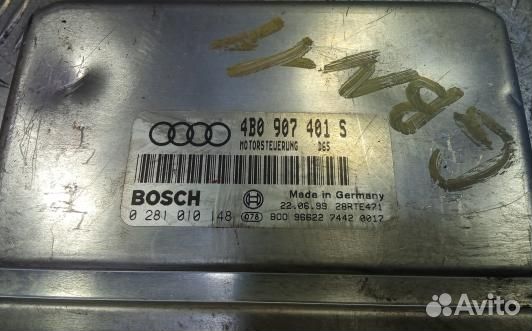 4B0 907 401 S
MOTORSTEUERUNG D65
BOSCH
Made in Germany
22.06.99 28RTE471
0 281 010 148 078 800 96622 7442 0017
Avito